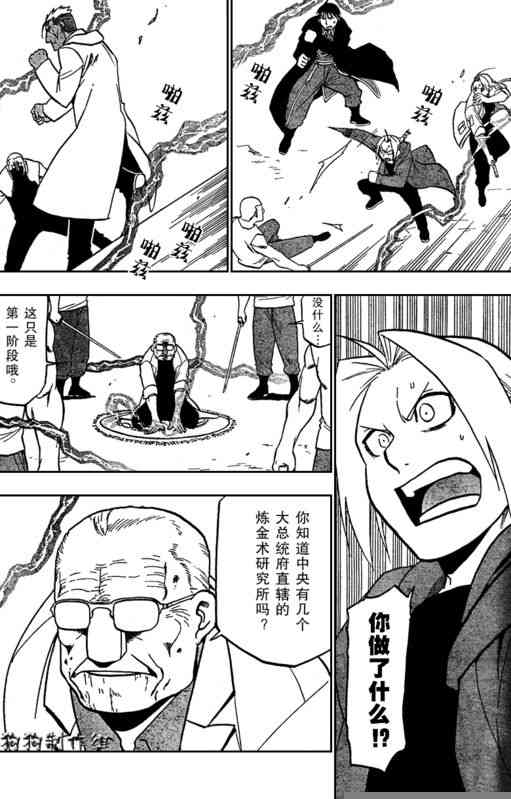 啪兹
啪兹
啪兹
啪兹
你做了什么!?
没什么…
这只是
第一阶段哦。
你知道中央有几个
大总统府直辖的
炼金术研究所吗?
狗狗制作组